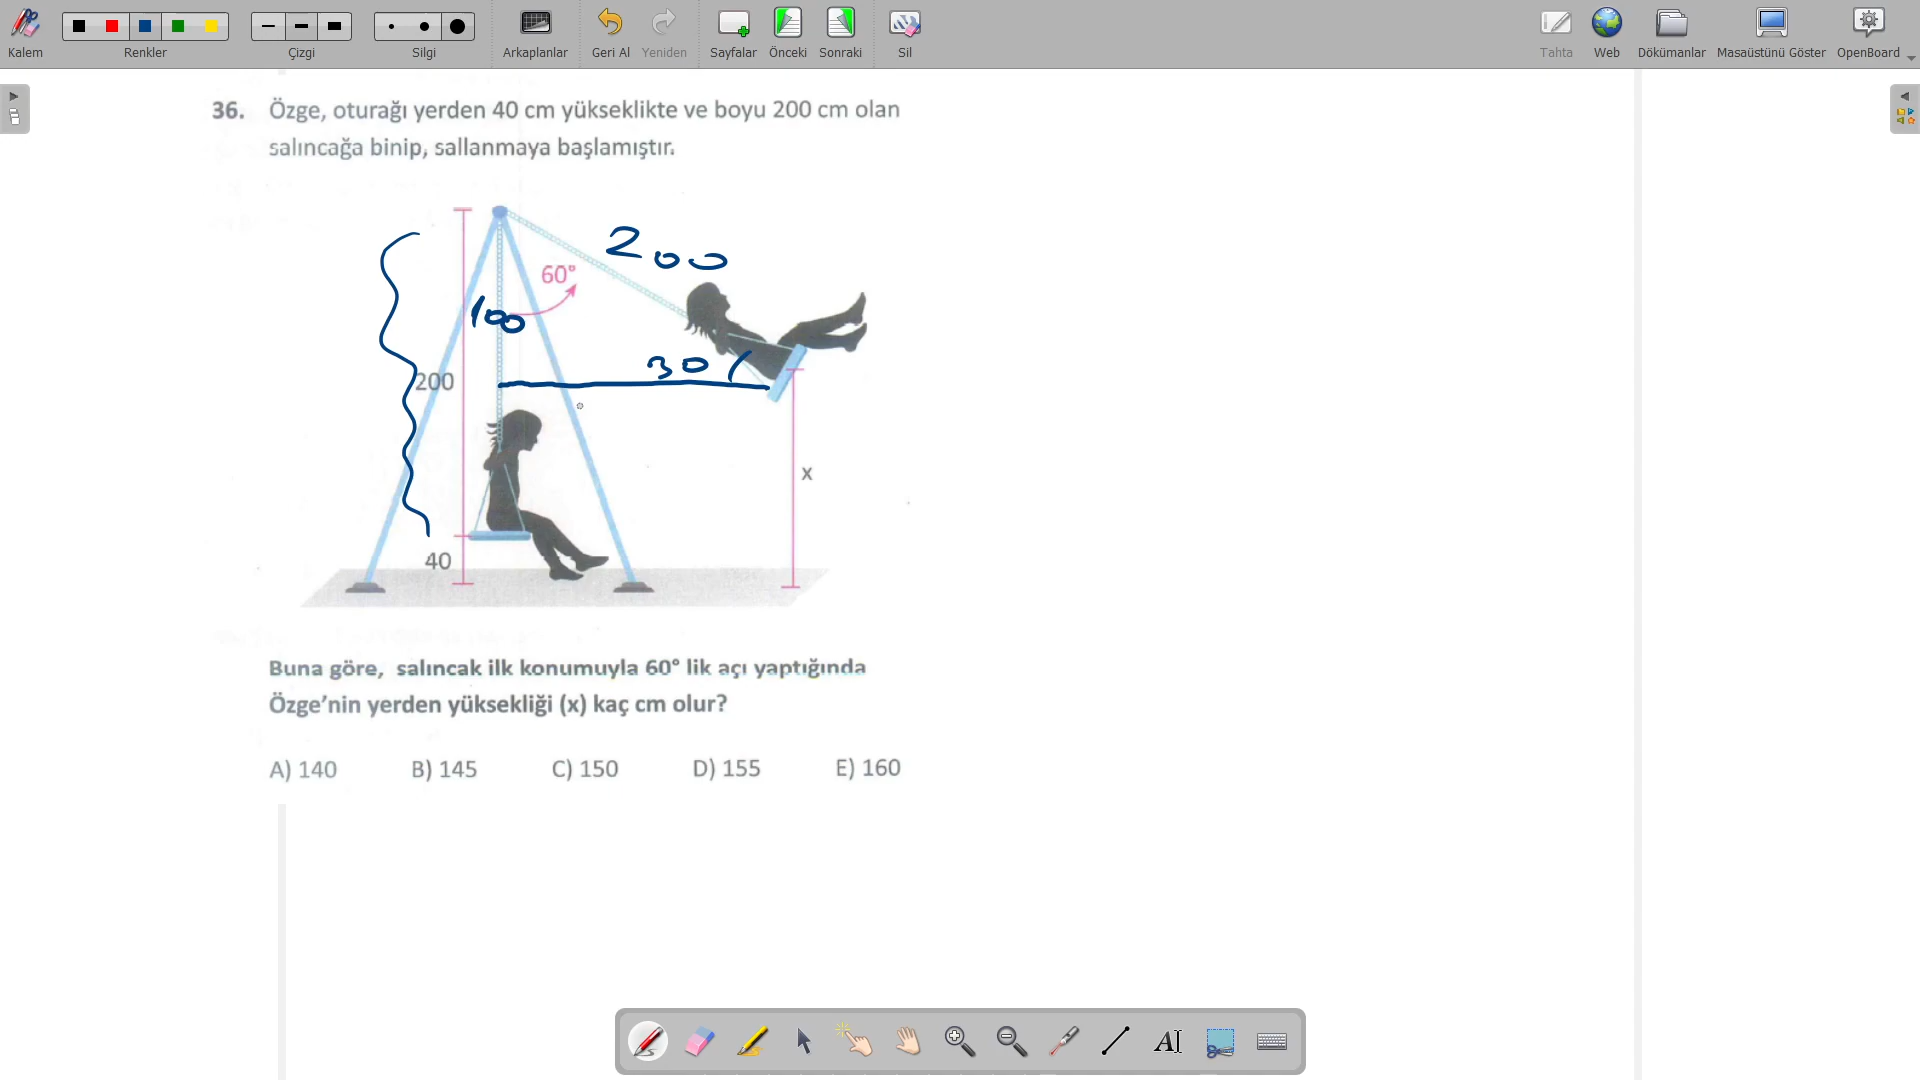 Kalem
Renkler
Çizgi
Silgi
Arkaplanlar
Geri Al
Yeniden
Sayfalar
Önceki
Sonraki
Sil
Tahta
Web
Dökümanlar
Masaüstünü Göster
OpenBoard
36. Özge, oturağı yerden 40 cm yükseklikte ve boyu 200 cm olan
salıncağa binip, sallanmaya başlamıştır.
200
60°
100
30
200
x
40
Buna göre, salıncak ilk konumuyla 60° lik açı yaptığında
Özge'nin yerden yüksekliği (x) kaç cm olur?
A) 140 B) 145 C) 150 D) 155 E) 160